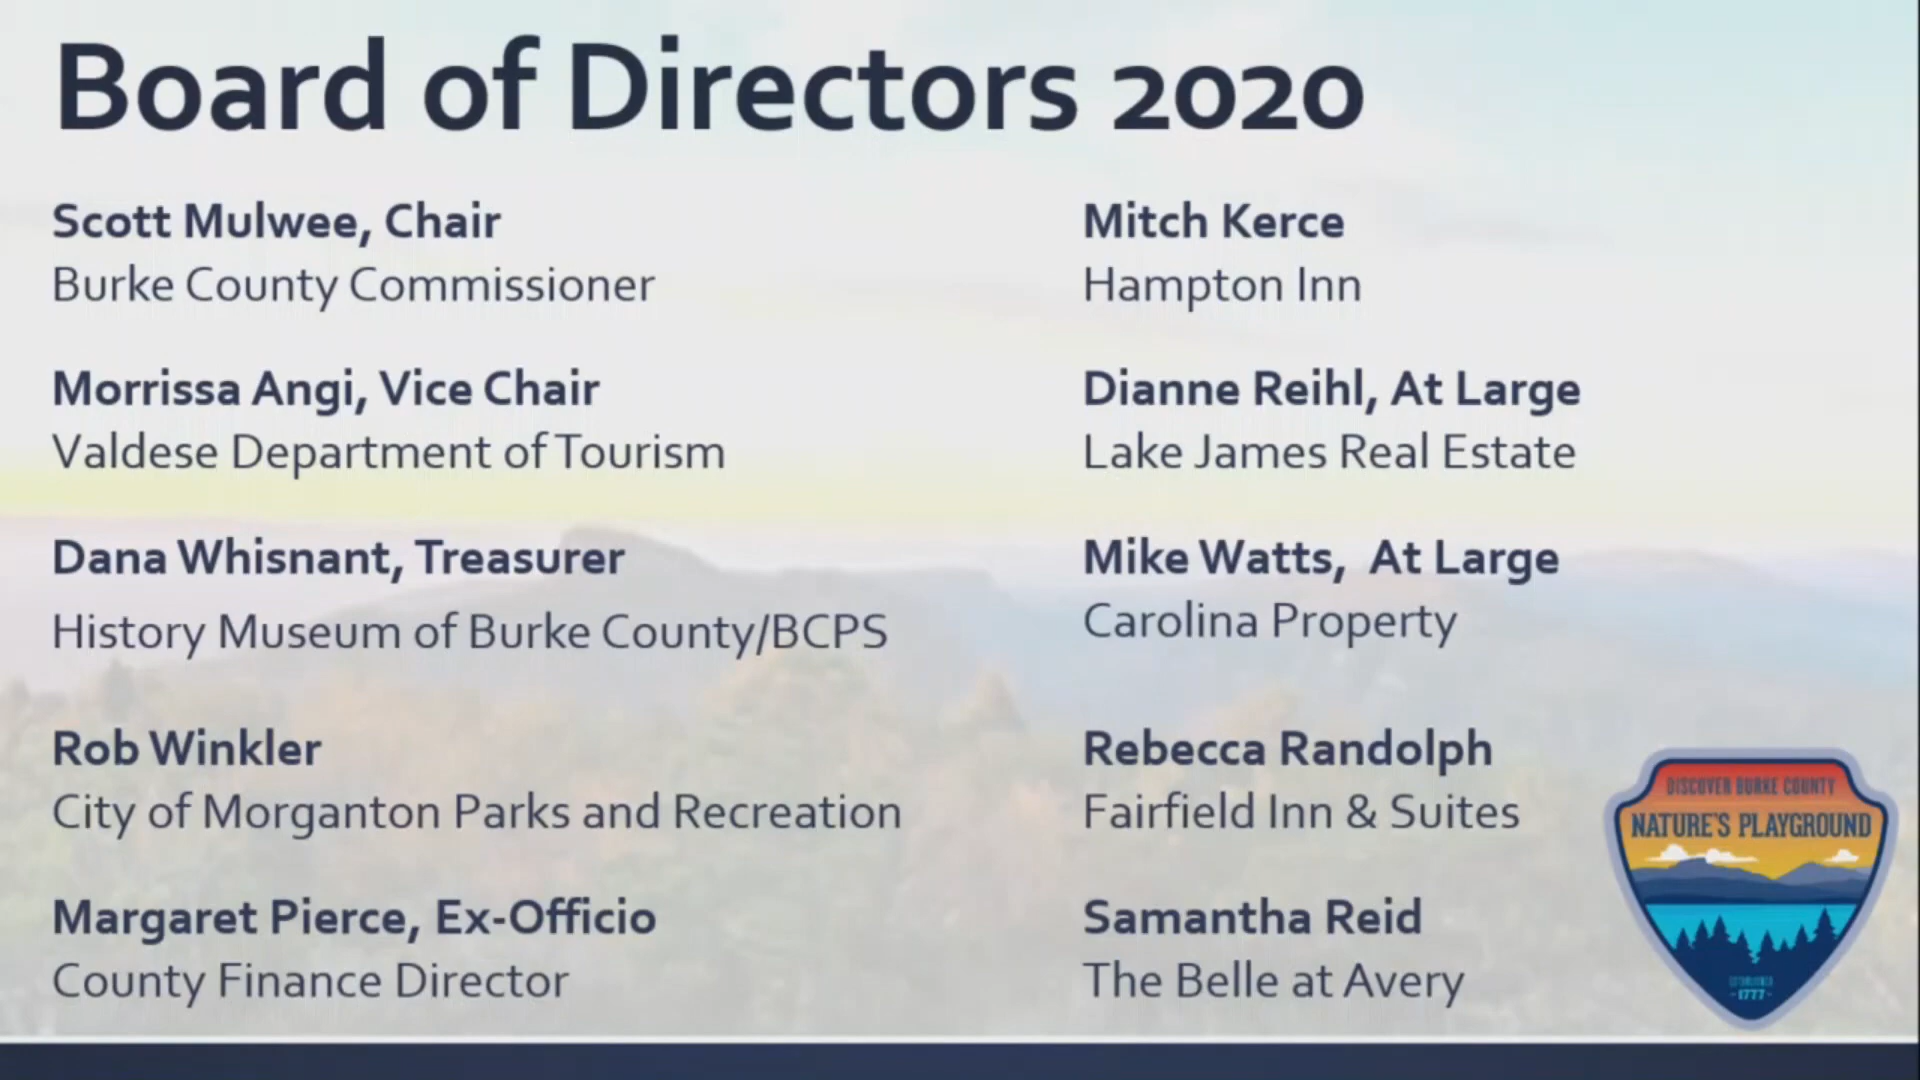 Board of Directors 2020
Scott Mulwee, Chair
Burke County Commissioner
Morrissa Angi, Vice Chair
Valdese Department of Tourism
Dana Whisnant, Treasurer
History Museum of Burke County/BCPS
Rob Winkler
City of Morganton Parks and Recreation
Margaret Pierce, Ex-Officio
County Finance Director
Mitch Kerce
Hampton Inn
Dianne Reihl, At Large
Lake James Real Estate
Mike Watts, At Large
Carolina Property
Rebecca Randolph
Fairfield Inn & Suites
Samantha Reid
The Belle at Avery
DISCOVER BURKE COUNTY
NATURE'S PLAYGROUND
ESTABLISHED
-1777-